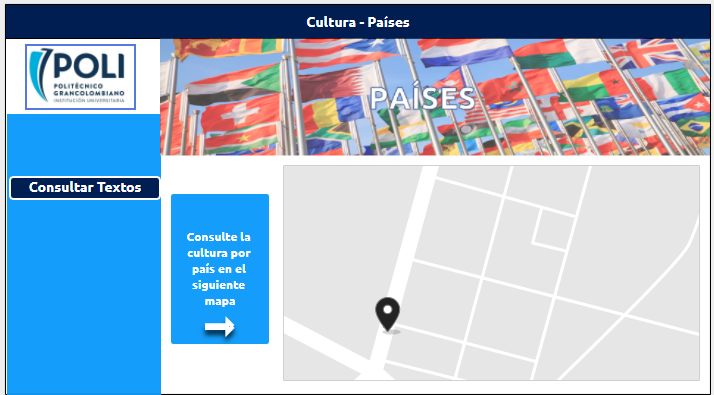 Cultura - Países
POLI
POLITÉCNICO
GRANCOLOMBIANO
INSTITUCIÓN UNIVERSITARIA
PAÍSES
Consultar Textos
Consulte la
cultura por
país en el
siguiente
mapa